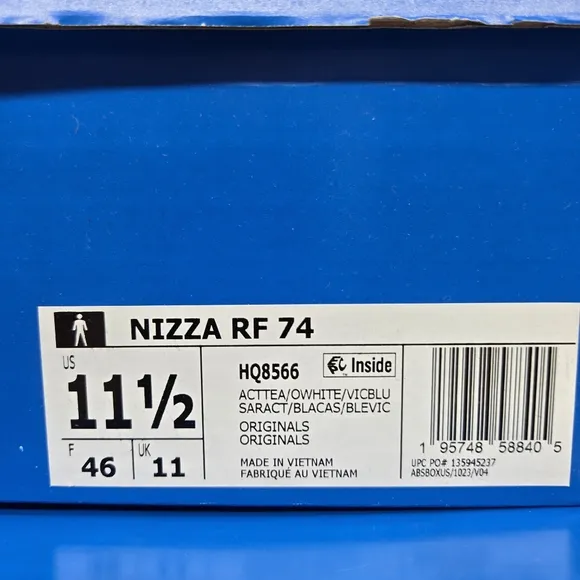 NIZZA RF 74
US
11½
F 46
UK 11
HQ8566
Inside
ACTTEA/OWHITE/VICBLU
SARACT/BLACAS/BLEVIC
ORIGINALS
ORIGINALS
MADE IN VIETNAM
FABRIQUÉ AU VIETNAM
1 95748 58840 5
UPC PO# 135945237
ABSBOXUS/1023/V04